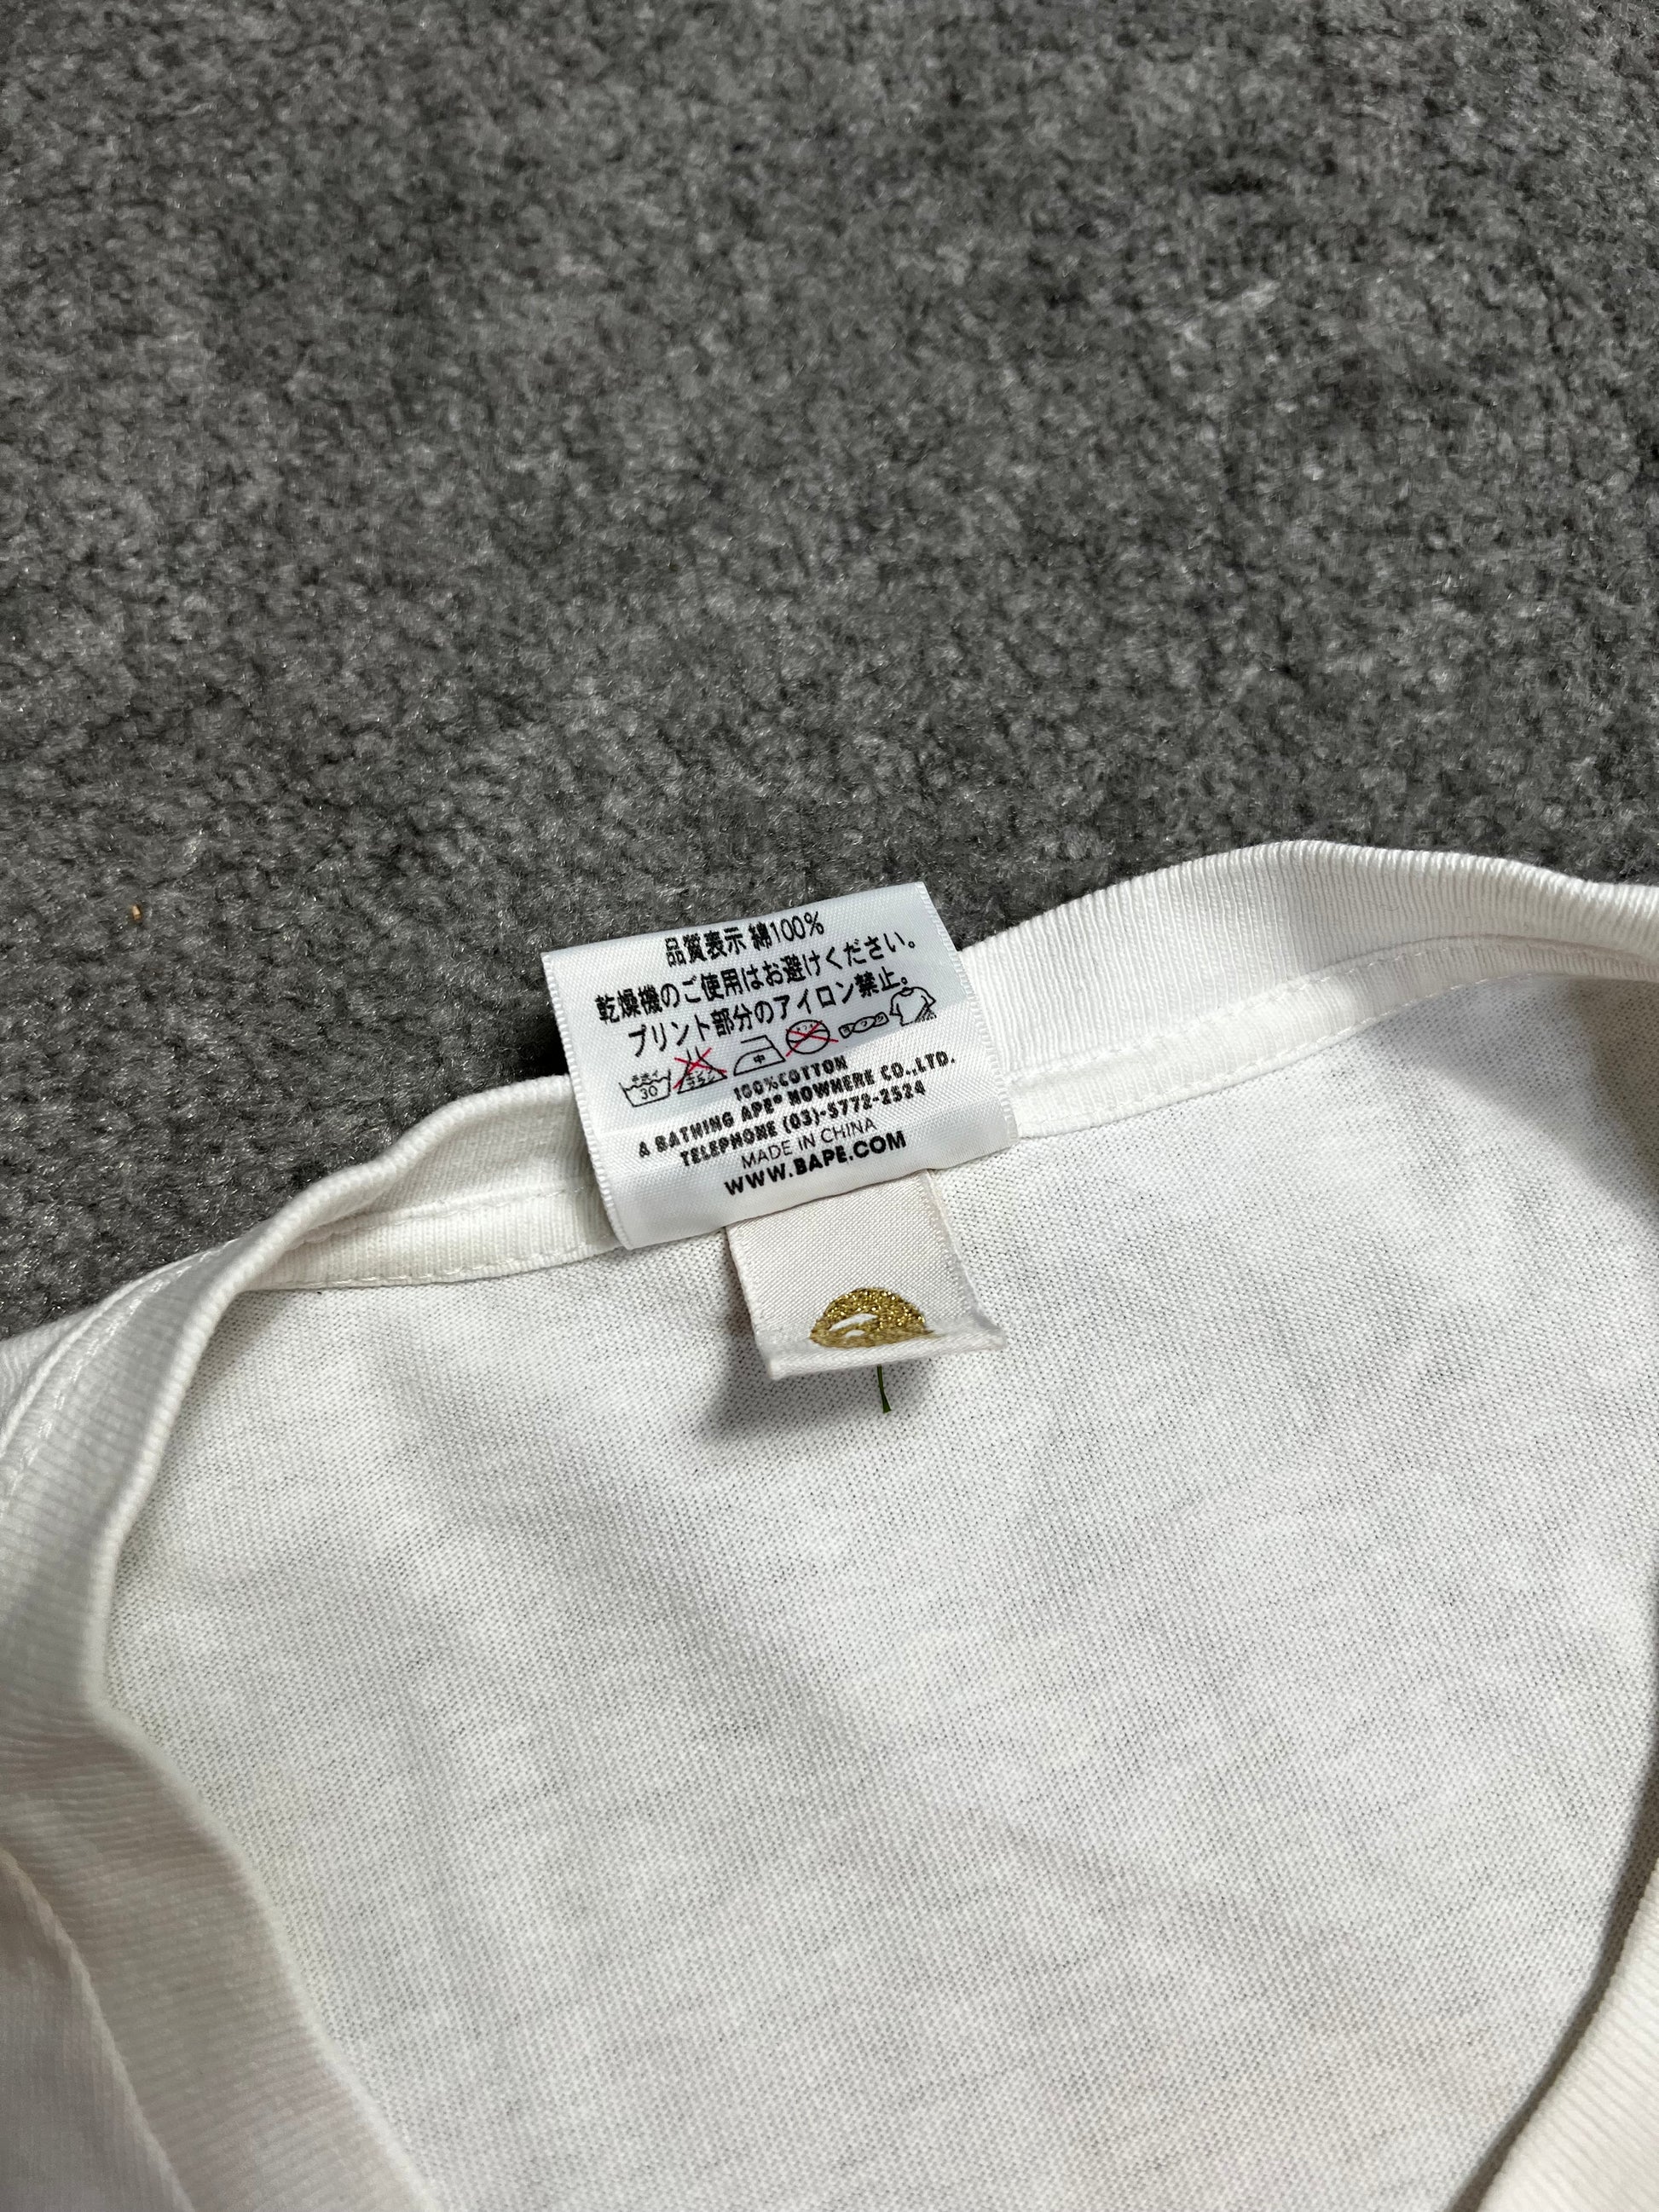 品質表示 綿100%
乾燥機のご使用はお避けください。
プリント部分のアイロン禁止。
30 中
100%COTTON
A BATHING APE® NOWHERE CO.,LTD.
TELEPHONE (03)-5772-2524
MADE IN CHINA
WWW.BAPE.COM